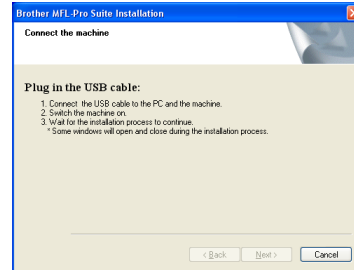 Brother MFL-Pro Suite Installation
Connect the machine
Plug in the USB cable:
1. Connect the USB cable to the PC and the machine.
2. Switch the machine on.
3. Wait for the installation process to continue.
* Some windows will open and close during the installation process.
< Back Next > Cancel